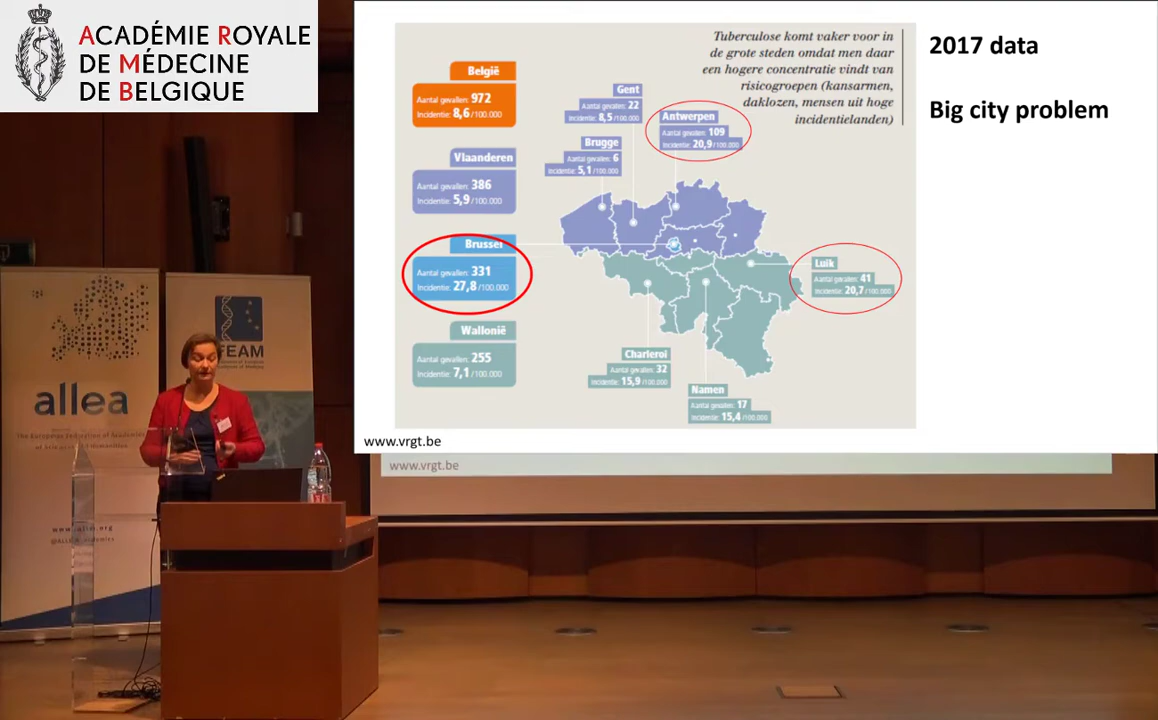 ACADÉMIE ROYALE
DE MÉDECINE
DE BELGIQUE
Tuberculose komt vaker voor in
de grote steden omdat men daar
een hogere concentratie vindt van
risicogroepen (kansarmen,
daklozen, mensen uit hoge
incidentielanden)
2017 data
Big city problem
België
Aantal gevallen: 972
Incidentie: 8,6/100.000
Vlaanderen
Aantal gevallen: 386
Incidentie: 5,9/100.000
Brussel
Aantal gevallen: 331
Incidentie: 27,8/100.000
Wallonië
Aantal gevallen: 255
Incidentie: 7,1/100.000
Gent
Aantal gevallen: 22
Incidentie: 8,5/100.000
Antwerpen
Aantal gevallen: 109
Incidentie: 20,9/100.000
Brugge
Aantal gevallen: 6
Incidentie: 5,1/100.000
Luik
Aantal gevallen: 41
Incidentie: 20,7/100.000
Charleroi
Aantal gevallen: 32
Incidentie: 15,9/100.000
Namen
Aantal gevallen: 17
Incidentie: 15,4/100.000
www.vrgt.be
www.vrgt.be
allea
The European Federation of Academies
of Sciences and Humanities
FEAM